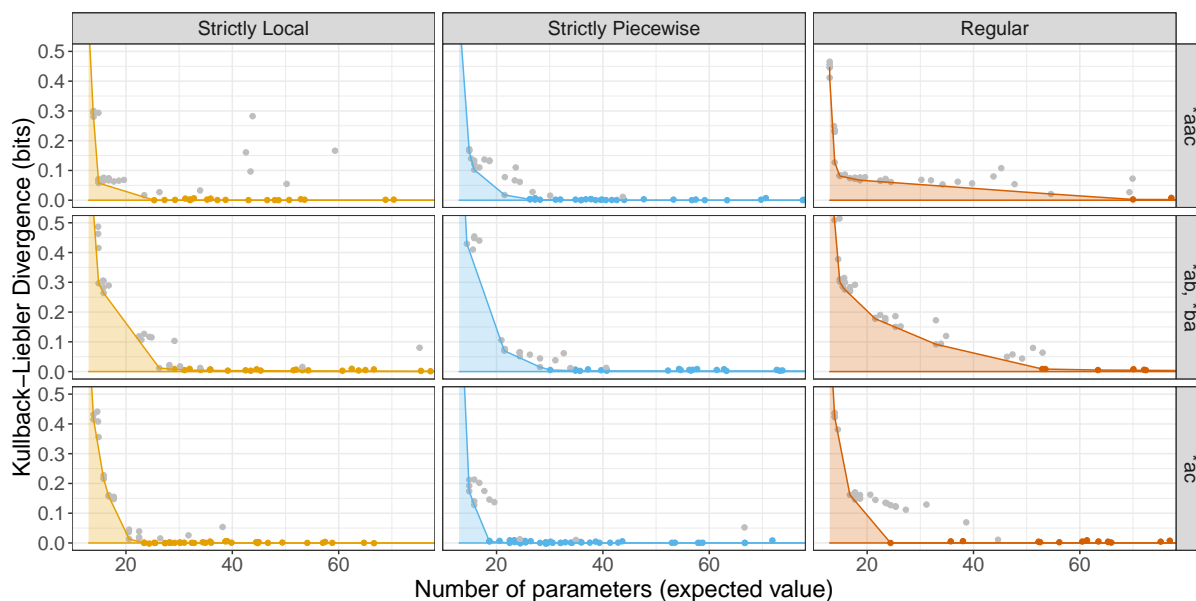 Strictly Local Strictly Piecewise Regular
0.5
0.4
0.3
0.2
0.1
0.0
*aac
0.5
0.4
0.3
0.2
0.1
0.0
*ab, *ba
0.5
0.4
0.3
0.2
0.1
0.0
*ac
Kullback−Liebler Divergence (bits)
20 40 60 20 40 60 20 40 60
Number of parameters (expected value)